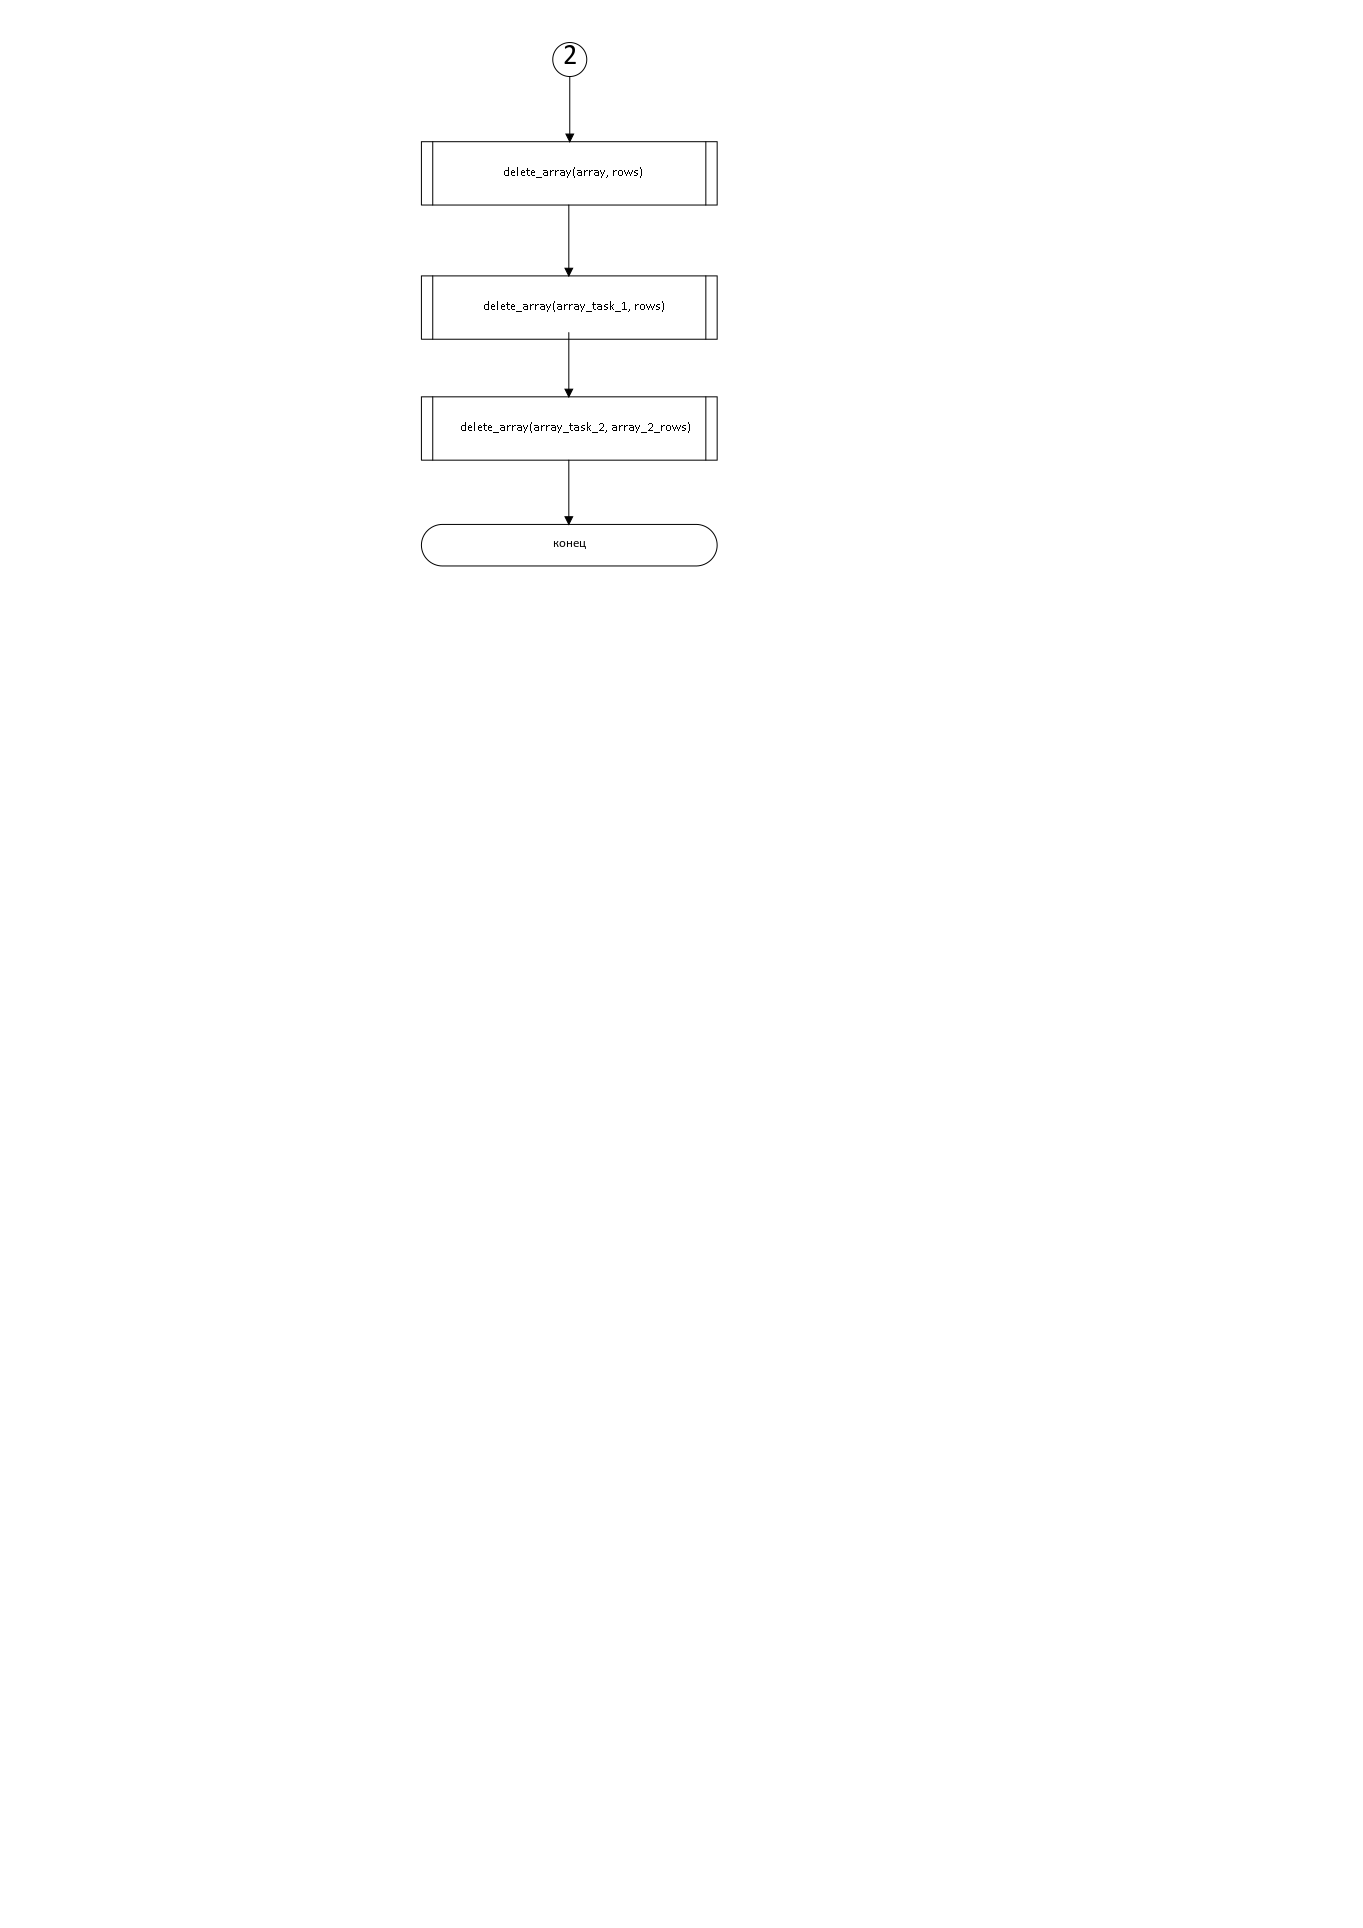 2
delete_array(array, rows)
delete_array(array_task_1, rows)
delete_array(array_task_2, array_2_rows)
конец